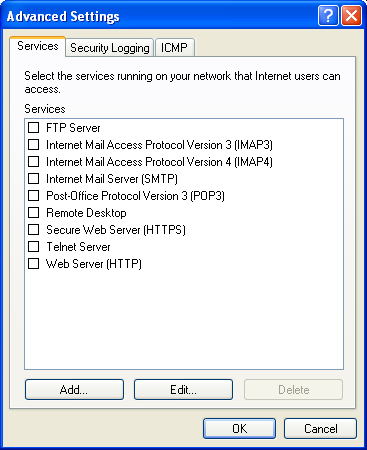 Advanced Settings
Services
Security Logging
ICMP
Select the services running on your network that Internet users can
access.
Services
FTP Server
Internet Mail Access Protocol Version 3 (IMAP3)
Internet Mail Access Protocol Version 4 (IMAP4)
Internet Mail Server (SMTP)
Post-Office Protocol Version 3 (POP3)
Remote Desktop
Secure Web Server (HTTPS)
Telnet Server
Web Server (HTTP)
Add...
Edit...
Delete
OK
Cancel